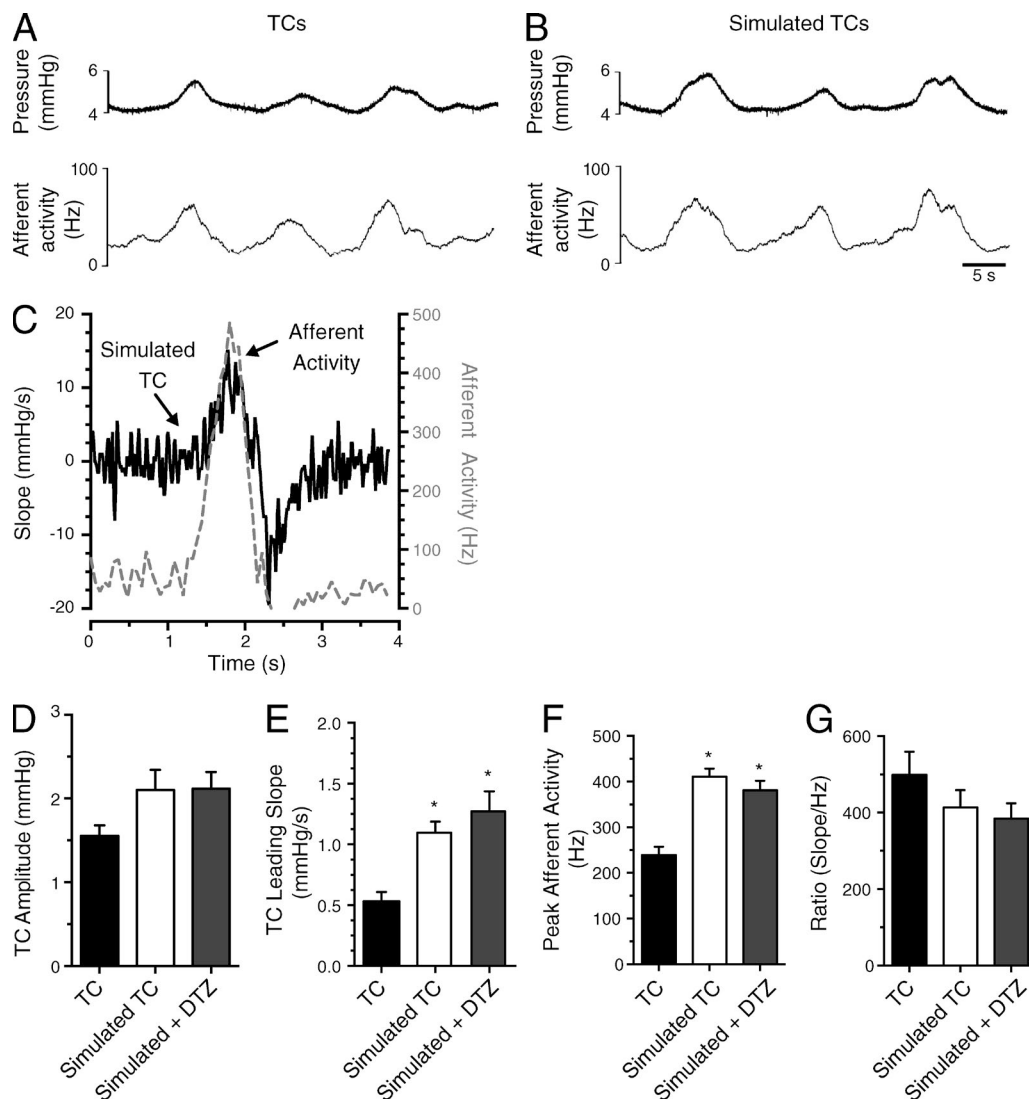 A
TCs
Pressure
(mmHg)
6
4
Afferent
activity
(Hz)
100
0
B
Simulated TCs
Pressure
(mmHg)
6
4
Afferent
activity
(Hz)
100
0
5 s
C
Slope (mmHg/s)
20
10
0
-10
-20
Simulated
TC
Afferent
Activity
500
400
300
200
100
0
Afferent Activity (Hz)
0 1 2 3 4
Time (s)
D
TC Amplitude (mmHg)
3
2
1
0
TC
Simulated TC
Simulated + DTZ
E
TC Leading Slope
(mmHg/s)
2.0
1.5
1.0
0.5
0.0
* *
TC
Simulated TC
Simulated + DTZ
F
Peak Afferent Activity
(Hz)
500
400
300
200
100
0
* *
TC
Simulated TC
Simulated + DTZ
G
Ratio (Slope/Hz)
600
400
200
0
TC
Simulated TC
Simulated + DTZ